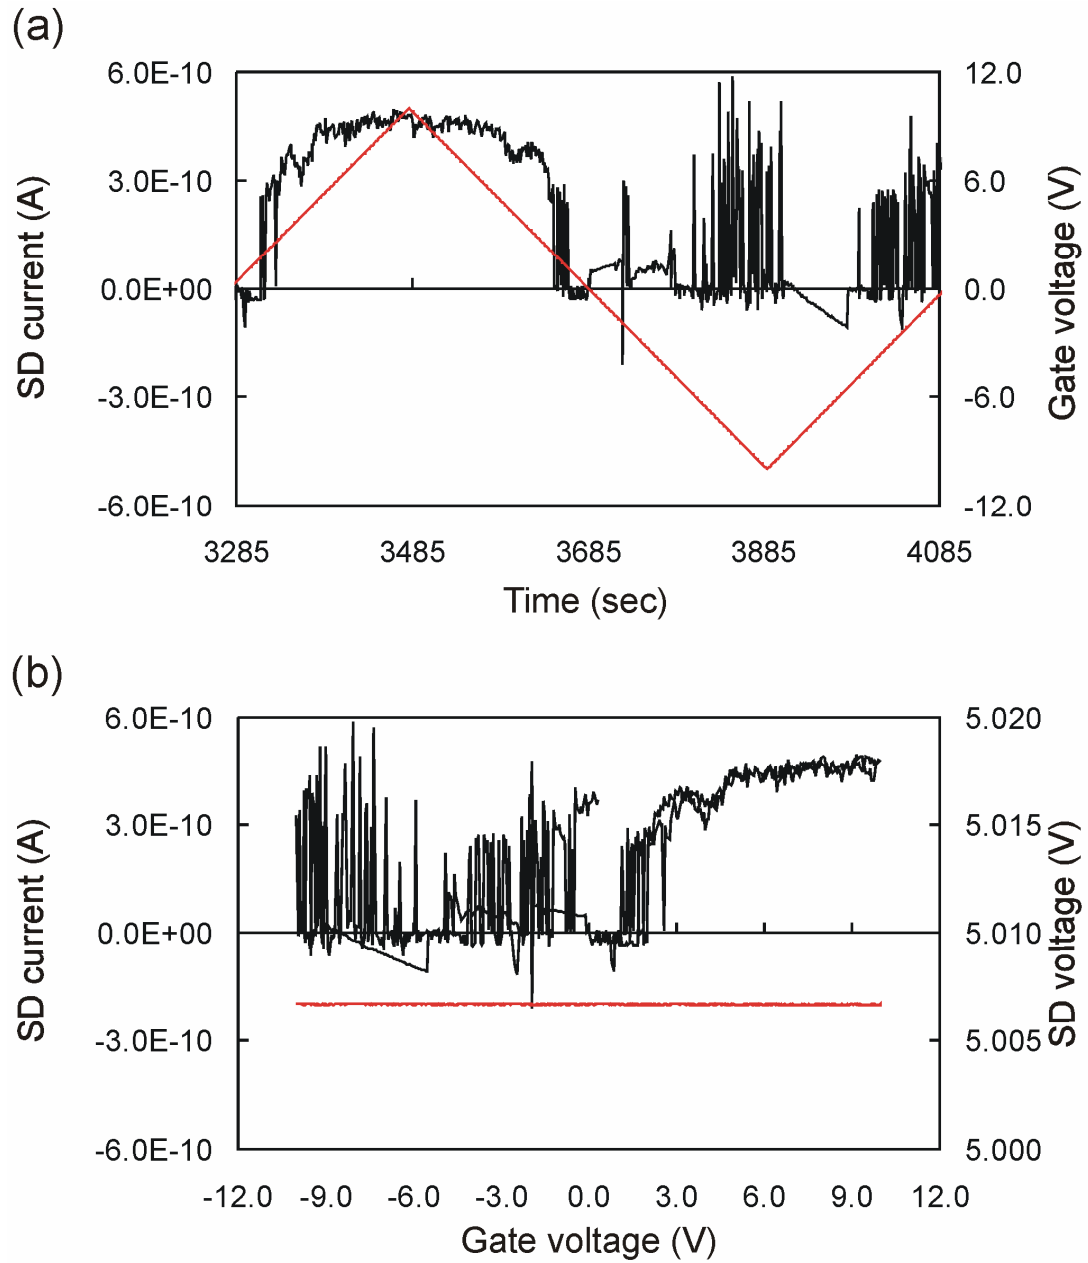 (a)
6.0E-10 12.0
3.0E-10 6.0
0.0E+00 0.0
-3.0E-10 -6.0
-6.0E-10 -12.0
SD current (A)
Gate voltage (V)
3285 3485 3685 3885 4085
Time (sec)
(b)
6.0E-10 5.020
3.0E-10 5.015
0.0E+00 5.010
-3.0E-10 5.005
-6.0E-10 5.000
SD current (A)
SD voltage (V)
-12.0 -9.0 -6.0 -3.0 0.0 3.0 6.0 9.0 12.0
Gate voltage (V)